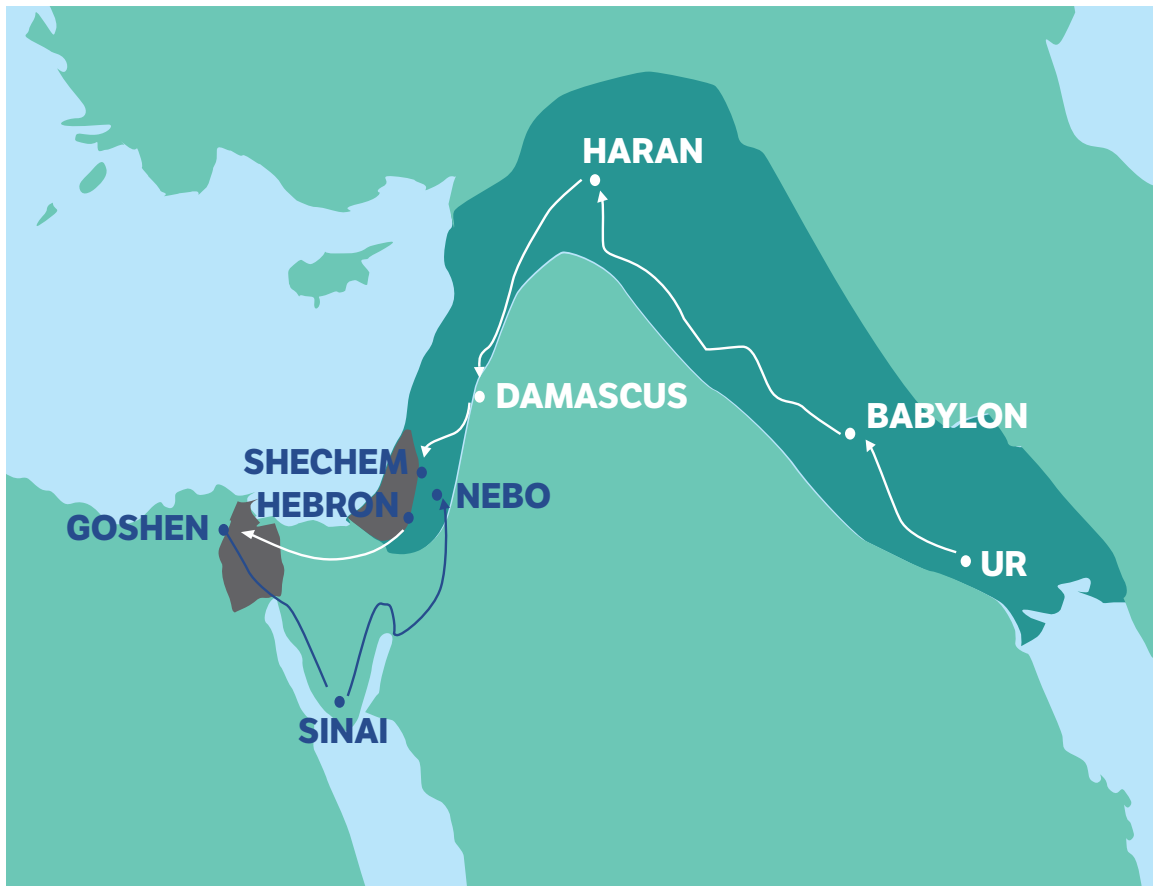 HARAN
DAMASCUS
BABYLON
SHECHEM
HEBRON
NEBO
GOSHEN
UR
SINAI